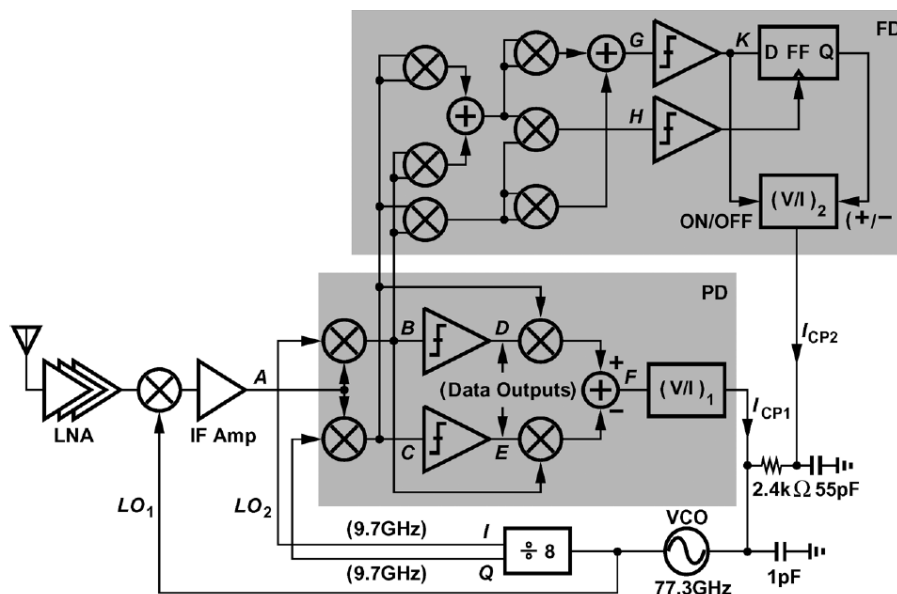 FD
G
K
D FF Q
H
(V/I)2
ON/OFF
(+/−
PD
B
D
ICP2
A
(Data Outputs)
+
F
(V/I)1
−
LNA
IF Amp
C
E
ICP1
2.4kΩ 55pF
LO1
LO2
(9.7GHz)
I
÷ 8
VCO
(9.7GHz)
Q
77.3GHz
1pF